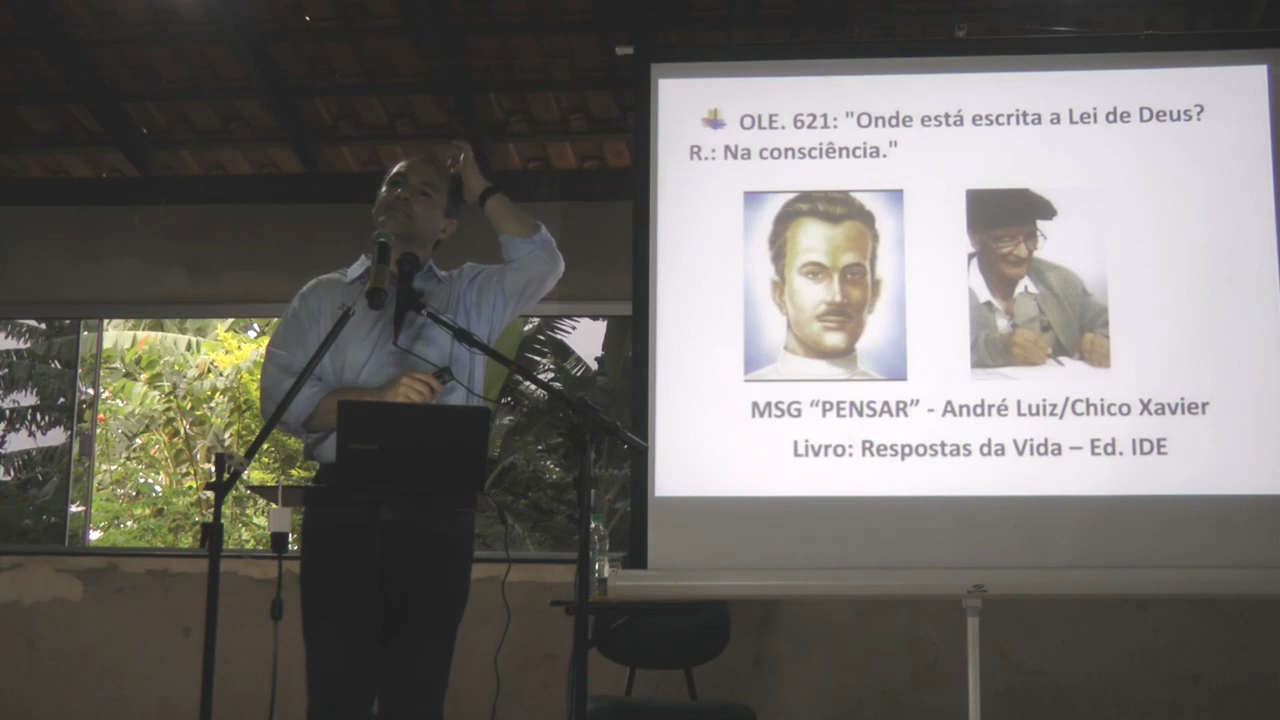 OLE. 621: "Onde está escrita a Lei de Deus?
R.: Na consciência."
MSG “PENSAR” - André Luiz/Chico Xavier
Livro: Respostas da Vida – Ed. IDE